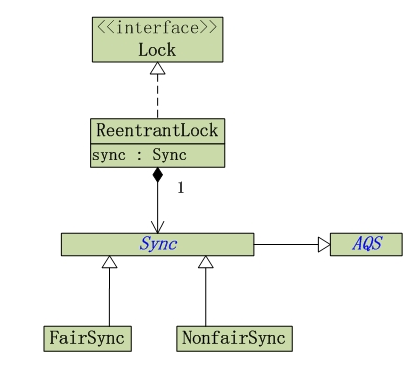 <<interface>>
Lock
ReentrantLock
sync : Sync
1
Sync
AQS
FairSync
NonfairSync